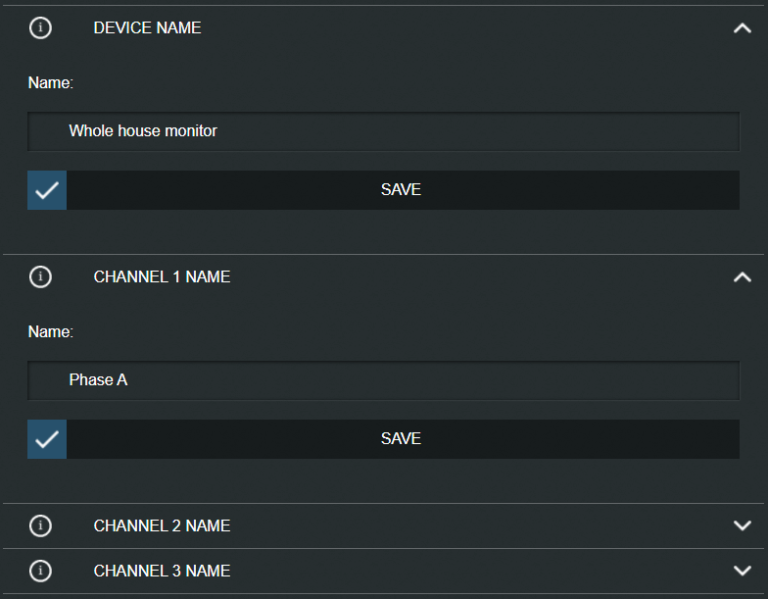 DEVICE NAME
Name:
Whole house monitor
SAVE
CHANNEL 1 NAME
Name:
Phase A
SAVE
CHANNEL 2 NAME
CHANNEL 3 NAME